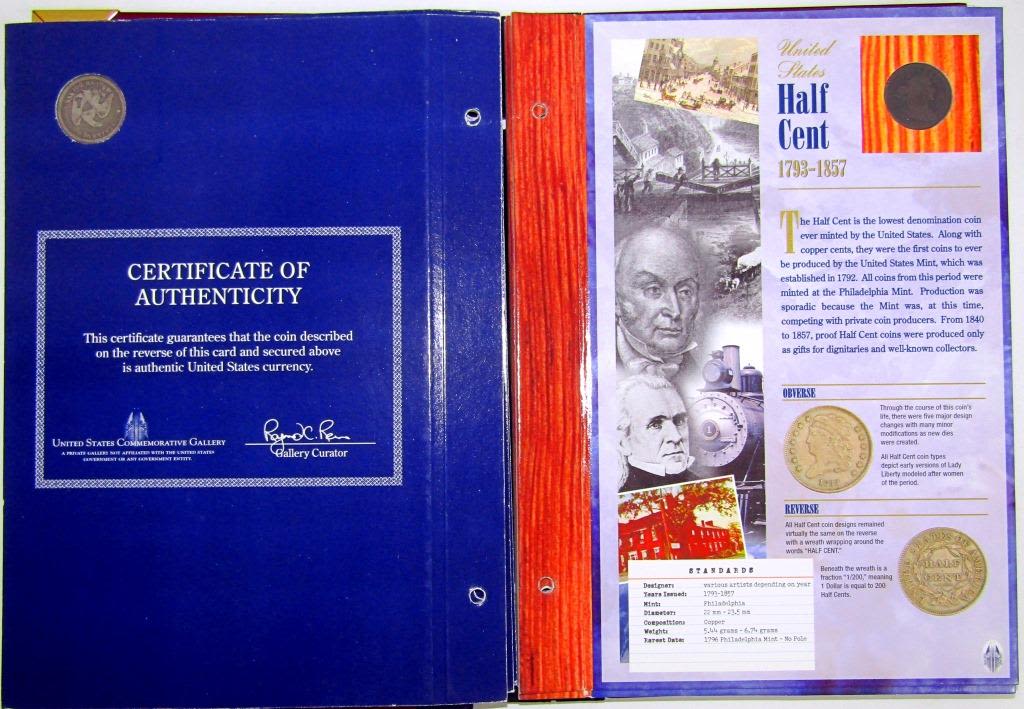 CERTIFICATE OF
AUTHENTICITY
This certificate guarantees that the coin described
on the reverse of this card and secured above
is authentic United States currency.
UNITED STATES COMMEMORATIVE GALLERY
A PRIVATE GALLERY NOT AFFILIATED WITH THE UNITED STATES
GOVERNMENT OR ANY GOVERNMENT ENTITY.
Gallery Curator
United
States
Half
Cent
1793-1857
The Half Cent is the lowest denomination coin
ever minted by the United States. Along with
copper cents, they were the first coins to ever
be produced by the United States Mint, which was
established in 1792. All coins from this period were
minted at the Philadelphia Mint. Production was
sporadic because the Mint was, at this time,
competing with private coin producers. From 1840
to 1857, proof Half Cent coins were produced only
as gifts for dignitaries and well-known collectors.
OBVERSE
Through the course of this coin's
life, there were five major design
changes with many minor
modifications as new dies
were created.
All Half Cent coin types
depict early versions of Lady
Liberty modeled after women
of the period.
REVERSE
All Half Cent coin designs remained
virtually the same on the reverse
with a wreath wrapping around the
words "HALF CENT."
Beneath the wreath is a
fraction "1/200," meaning
1 Dollar is equal to 200
Half Cents.
HALF
CENT
STANDARDS
Designer: various artists depending on year
Years Issued: 1793-1857
Mint: Philadelphia
Diameter: 22 mm - 23.5 mm
Composition: Copper
Weight: 5.44 grams - 6.74 grams
Rarest Date: 1796 Philadelphia Mint - No Pole